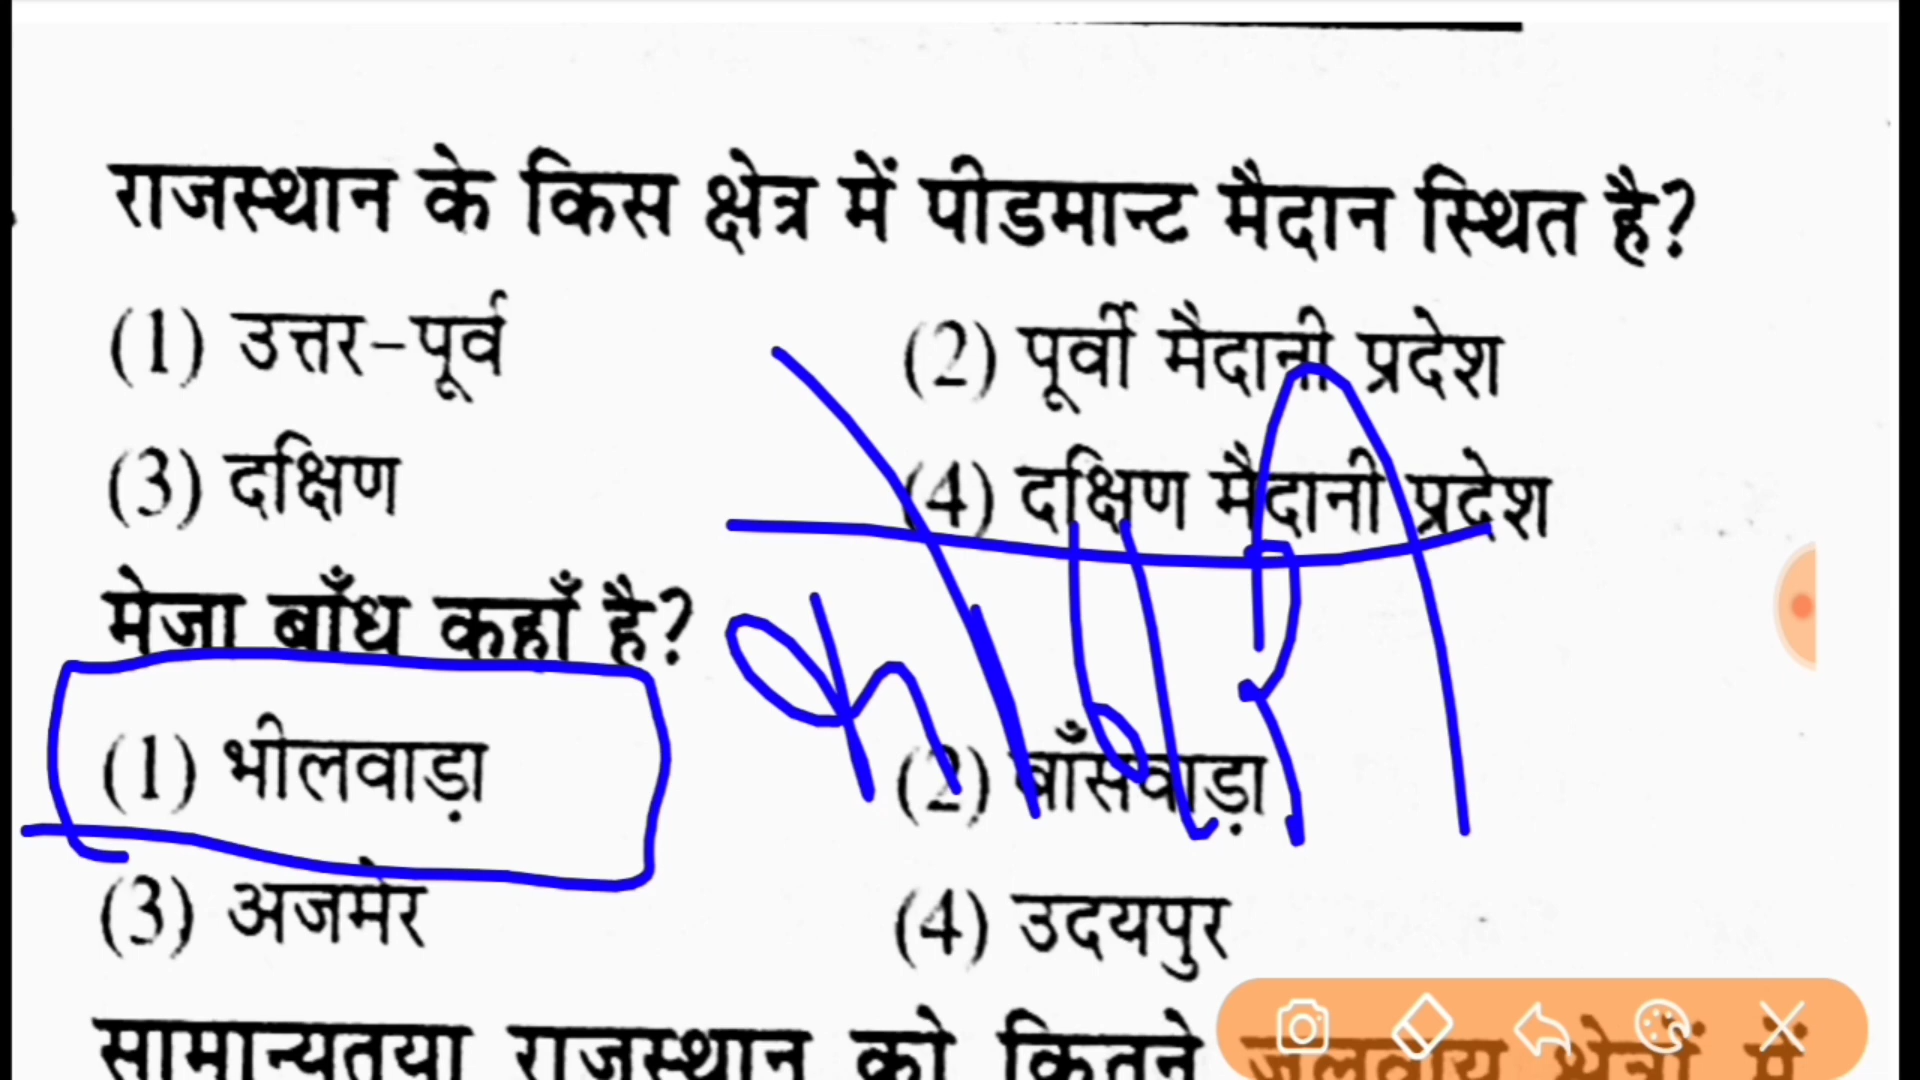 राजस्थान के किस क्षेत्र में पीडमान्ट मैदान स्थित है?
(1) उत्तर-पूर्व (2) पूर्वी मैदानी प्रदेश
(3) दक्षिण (4) दक्षिण मैदानी प्रदेश
मेजा बाँध कहाँ है?
कोठारी
(1) भीलवाड़ा (2) बाँसवाड़ा
(3) अजमेर (4) उदयपुर
सामान्यतया राजस्थान को कितने जलवायु क्षेत्रों में